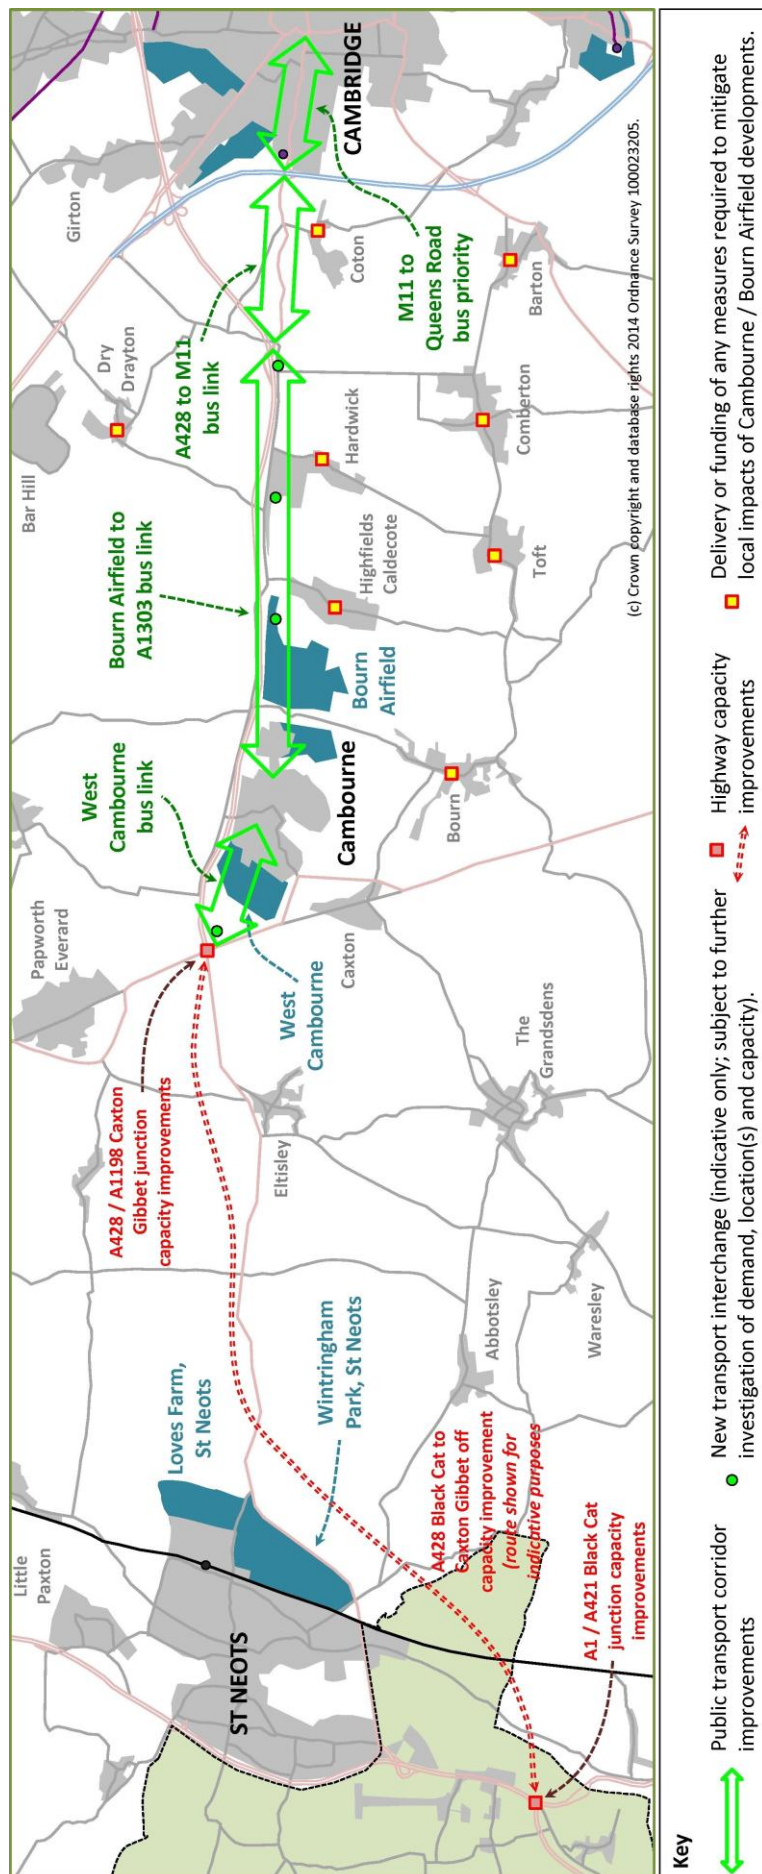 Little
Paxton
ST NEOTS
Loves Farm,
St Neots
Wintringham
Park, St Neots
A428 Black Cat to
Caxton Gibbet off
capacity improvement
(route shown for
indicative purposes
A1 / A421 Black Cat
junction capacity
improvements
Abbotsley
Waresley
Eltisley
The
Grandsdens
A428 / A1198 Caxton
Gibbet junction
capacity improvements
Papworth
Everard
West
Cambourne
Caxton
West
Cambourne
bus link
Cambourne
Bourn
Bourn Airfield to
A1303 bus link
Bourn
Airfield
Highfields
Caldecote
Toft
Bar Hill
Dry
Drayton
Hardwick
Comberton
A428 to M11
bus link
Coton
M11 to
Queens Road
bus priority
Barton
Girton
CAMBRIDGE
(c) Crown copyright and database rights 2014 Ordnance Survey 100023205.
Key
Public transport corridor
improvements
New transport interchange (indicative only; subject to further
investigation of demand, location(s) and capacity).
Highway capacity
improvements
Delivery or funding of any measures required to mitigate
local impacts of Cambourne / Bourn Airfield developments.